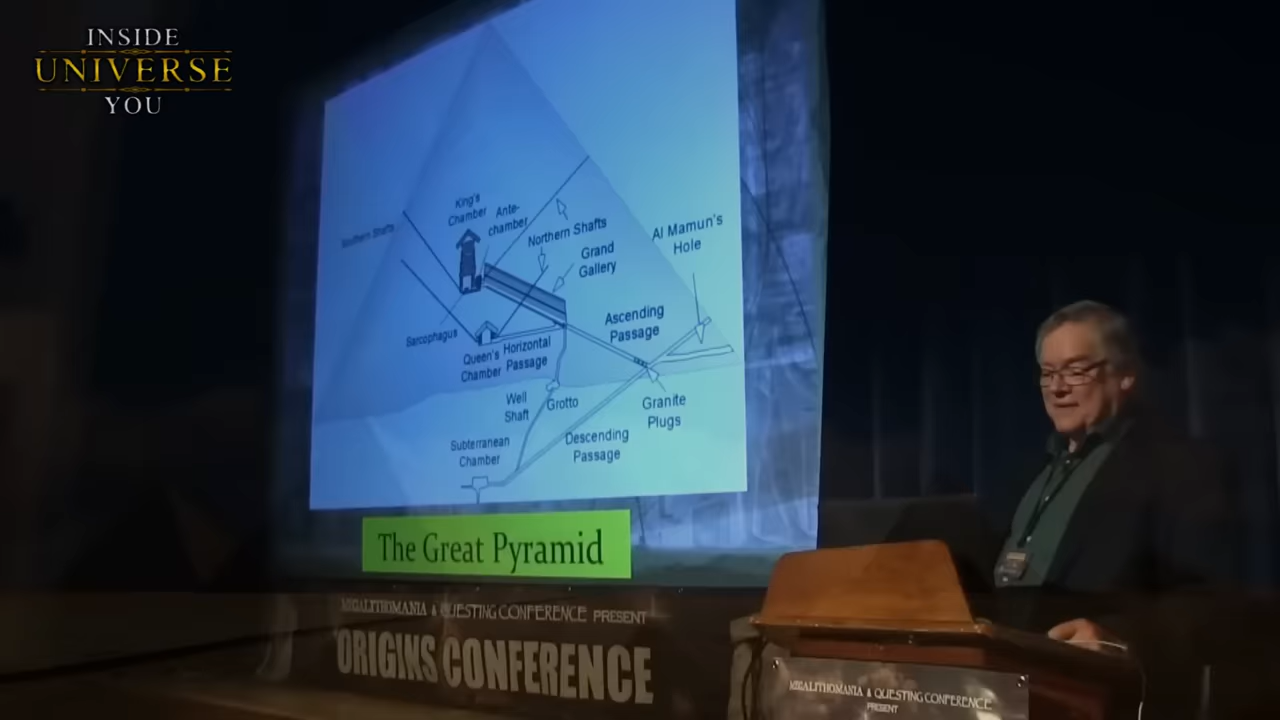 INSIDE
UNIVERSE
YOU
King's
Chamber
Ante-
chamber
Northern Shafts
Southern Shafts
Grand
Gallery
Al Mamun's
Hole
Ascending
Passage
Sarcophagus
Queen's
Chamber
Horizontal
Passage
Well
Shaft
Grotto
Granite
Plugs
Subterranean
Chamber
Descending
Passage
The Great Pyramid
MEGALITHOMANIA & QUESTING CONFERENCE PRESENT
ORIGINS CONFERENCE
MEGALITHOMANIA & QUESTING CONFERENCE
PRESENT